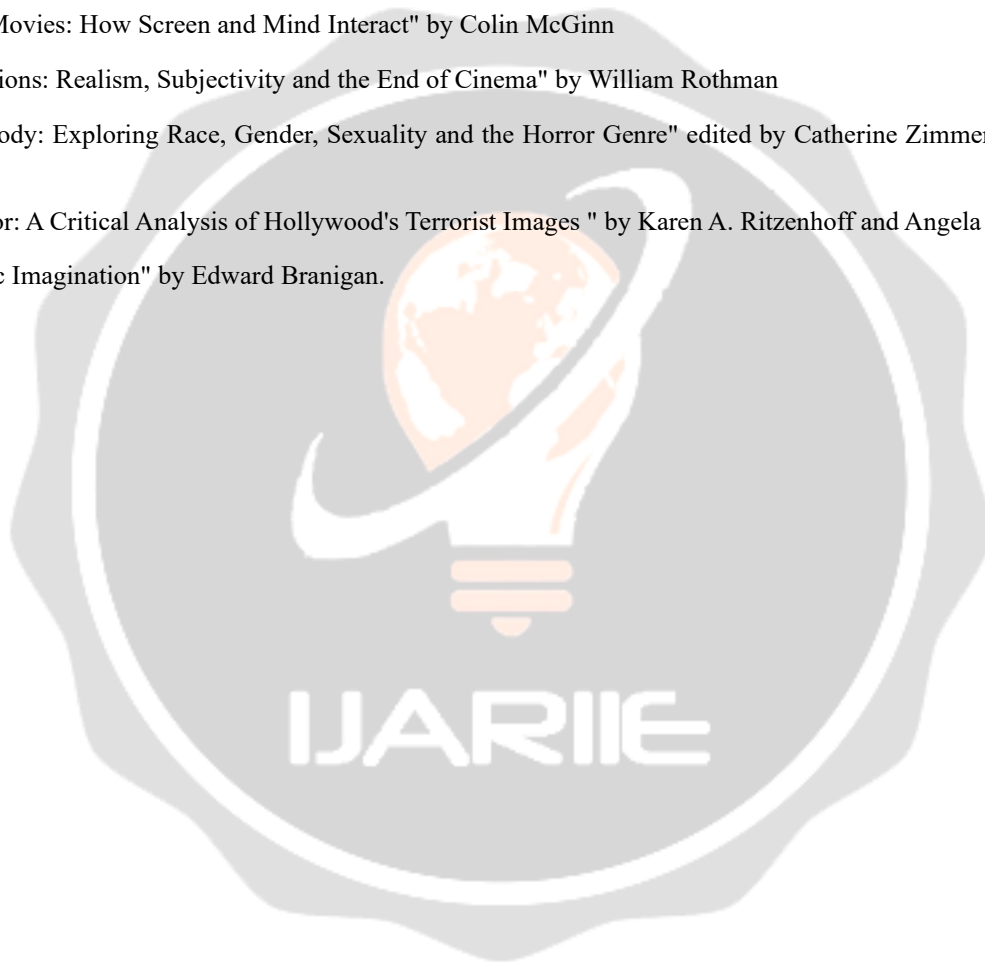 Movies: How Screen and Mind Interact" by Colin McGinn
ions: Realism, Subjectivity and the End of Cinema" by William Rothman
ody: Exploring Race, Gender, Sexuality and the Horror Genre" edited by Catherine Zimmer
or: A Critical Analysis of Hollywood's Terrorist Images " by Karen A. Ritzenhoff and Angela
c Imagination" by Edward Branigan.
IJARIIE